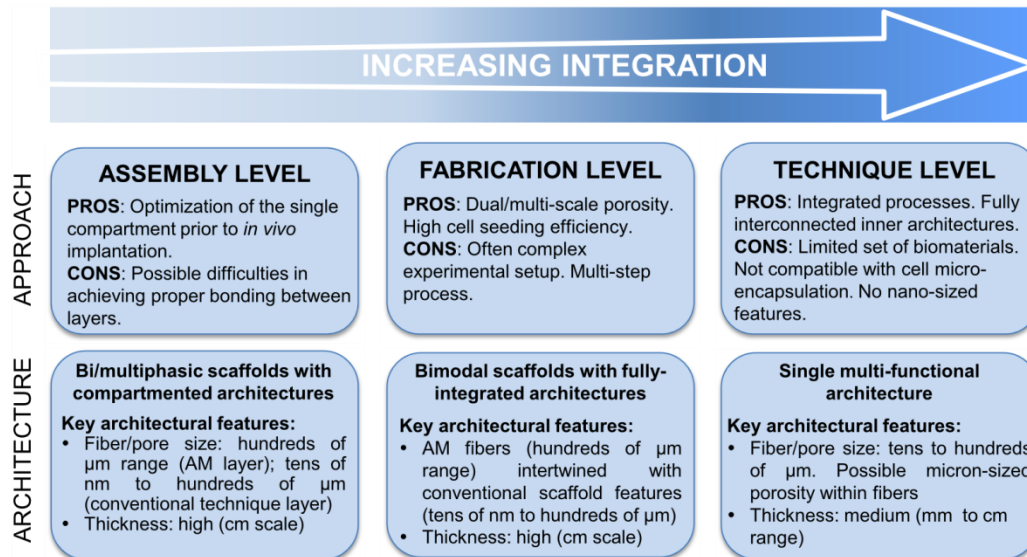 INCREASING INTEGRATION
APPROACH
ASSEMBLY LEVEL
PROS: Optimization of the single
compartment prior to in vivo
implantation.
CONS: Possible difficulties in
achieving proper bonding between
layers.
FABRICATION LEVEL
PROS: Dual/multi-scale porosity.
High cell seeding efficiency.
CONS: Often complex
experimental setup. Multi-step
process.
TECHNIQUE LEVEL
PROS: Integrated processes. Fully
interconnected inner architectures.
CONS: Limited set of biomaterials.
Not compatible with cell micro-
encapsulation. No nano-sized
features.
ARCHITECTURE
Bi/multiphasic scaffolds with
compartmented architectures
Key architectural features:
• Fiber/pore size: hundreds of
µm range (AM layer); tens of
nm to hundreds of µm
(conventional technique layer)
• Thickness: high (cm scale)
Bimodal scaffolds with fully-
integrated architectures
Key architectural features:
• AM fibers (hundreds of µm
range) intertwined with
conventional scaffold features
(tens of nm to hundreds of µm)
• Thickness: high (cm scale)
Single multi-functional
architecture
Key architectural features:
• Fiber/pore size: tens to hundreds
of µm. Possible micron-sized
porosity within fibers
• Thickness: medium (mm to cm
range)